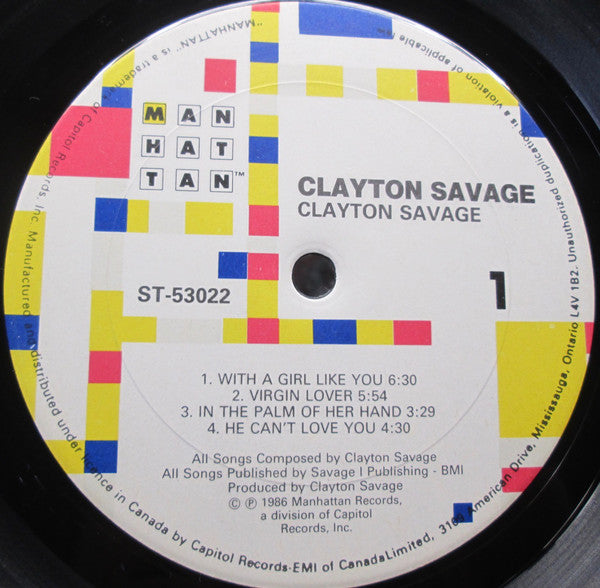 MAN
HAT
TAN™
CLAYTON SAVAGE
CLAYTON SAVAGE
ST-53022
1
1. WITH A GIRL LIKE YOU 6:30
2. VIRGIN LOVER 5:54
3. IN THE PALM OF HER HAND 3:29
4. HE CAN'T LOVE YOU 4:30
All Songs Composed by Clayton Savage
All Songs Published by Savage I Publishing - BMI
Produced by Clayton Savage
© ℗ 1986 Manhattan Records,
a division of Capitol
Records, Inc.
"MANHATTAN" is a trademark of Capitol Records, Inc. Manufactured and distributed under licence in Canada by Capitol Records-EMI of Canada Limited, 3109 American Drive, Mississauga, Ontario L4V 1B2. Unauthorized duplication is a violation of applicable